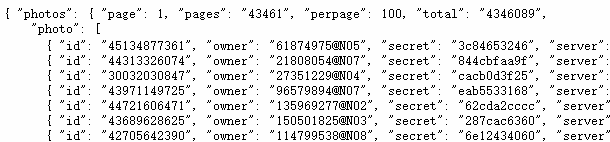 { "photos": { "page": 1, "pages": "43461", "perpage": 100, "total": "4346089",
"photo": [
{ "id": "45134877361", "owner": "61874975@N05", "secret": "3c84653246", "server":
{ "id": "44313326074", "owner": "21808054@N07", "secret": "844cbfaa9f", "server"
{ "id": "30032030847", "owner": "27351229@N04", "secret": "cacb0d3f25", "server"
{ "id": "43971149725", "owner": "96579894@N07", "secret": "eab5533168", "server"
{ "id": "44721606471", "owner": "135969277@N02", "secret": "62cda2cccc", "server
{ "id": "43689628625", "owner": "150501825@N03", "secret": "287cac6360", "server
{ "id": "42705642390", "owner": "114799538@N08", "secret": "6e12434060", "server